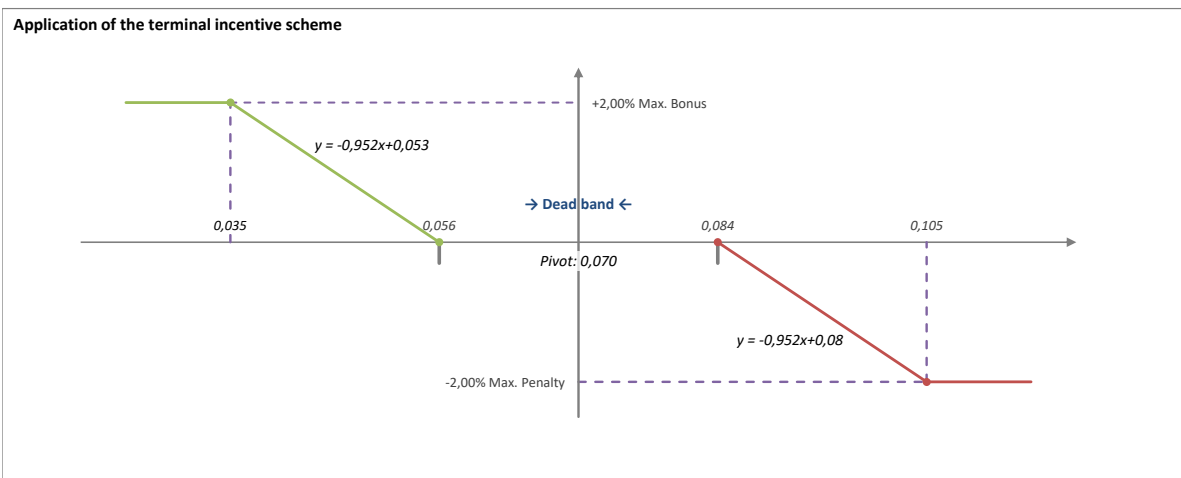 Application of the terminal incentive scheme
+2,00% Max. Bonus
y = -0,952x+0,053
→ Dead band ←
0,035
0,056
0,084
0,105
Pivot: 0,070
y = -0,952x+0,08
-2,00% Max. Penalty